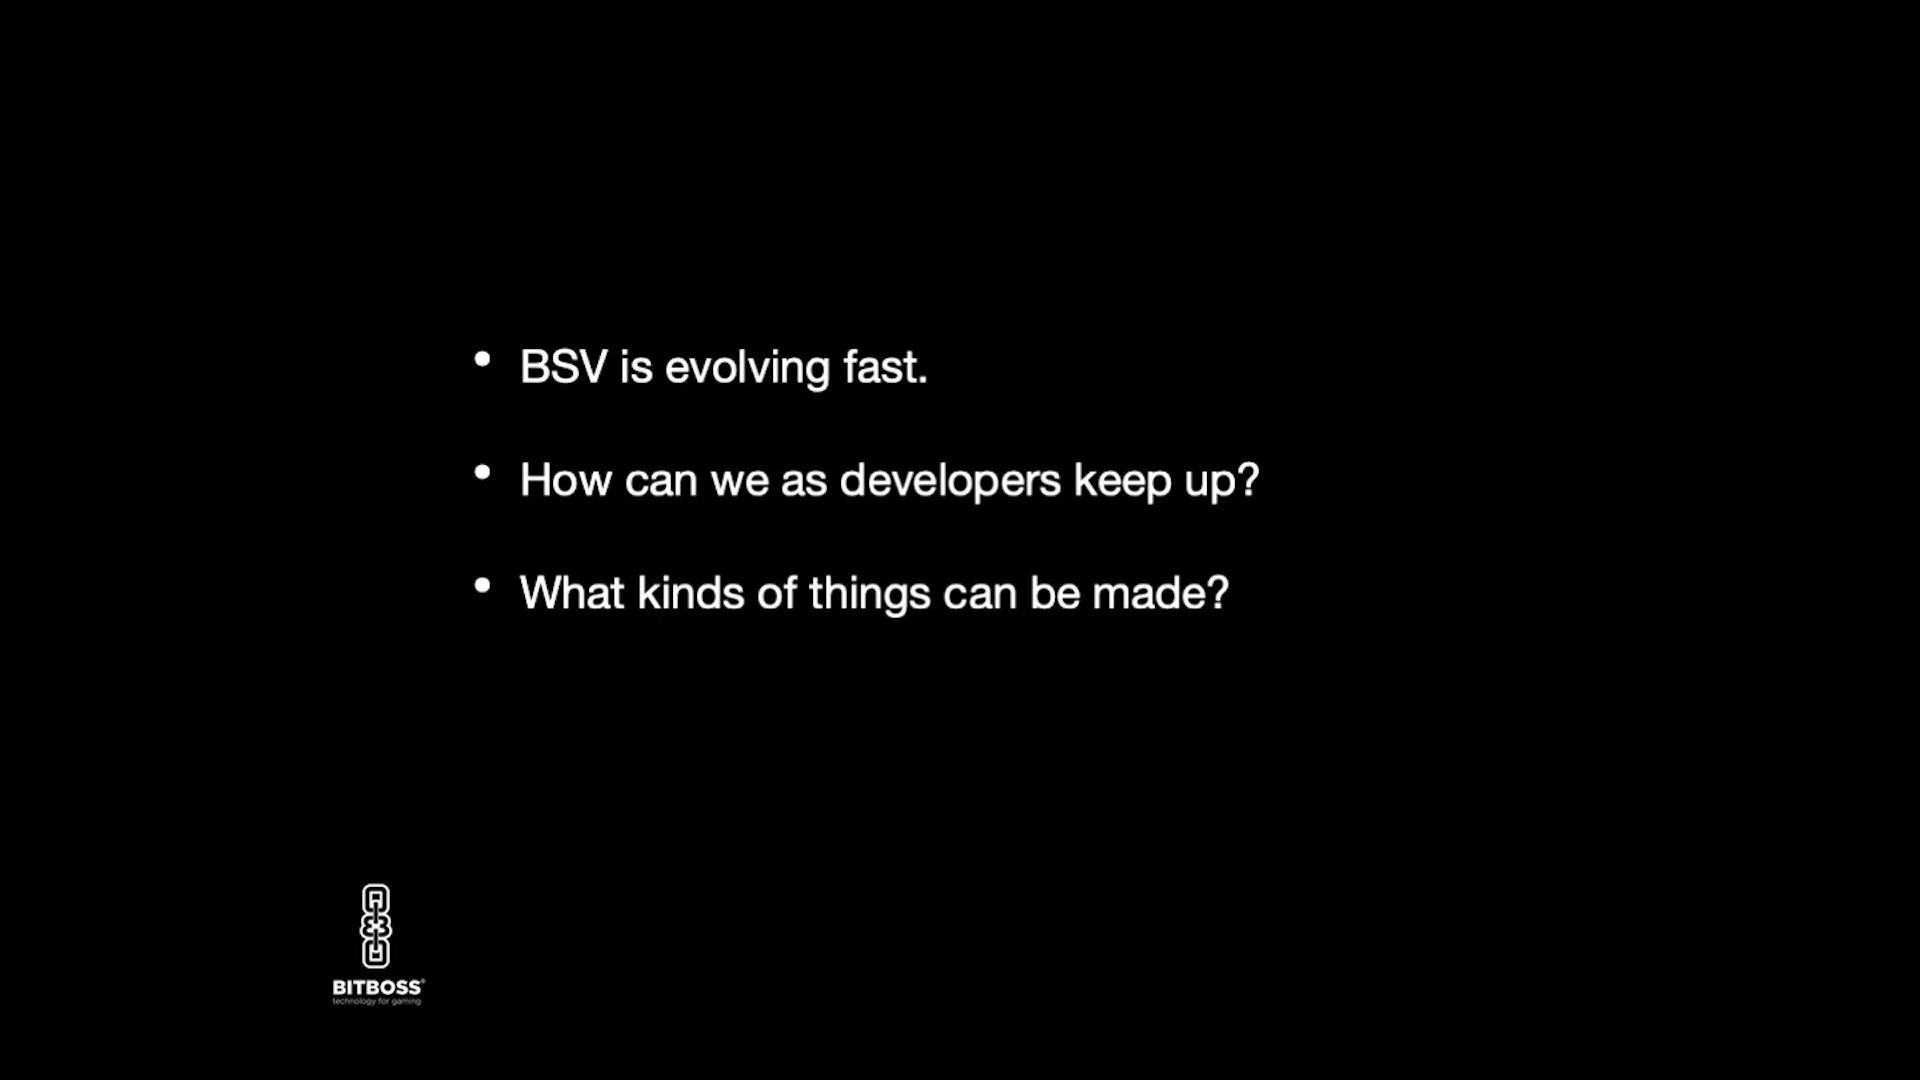 • BSV is evolving fast.
• How can we as developers keep up?
• What kinds of things can be made?
BITBOSS®
technology for gaming